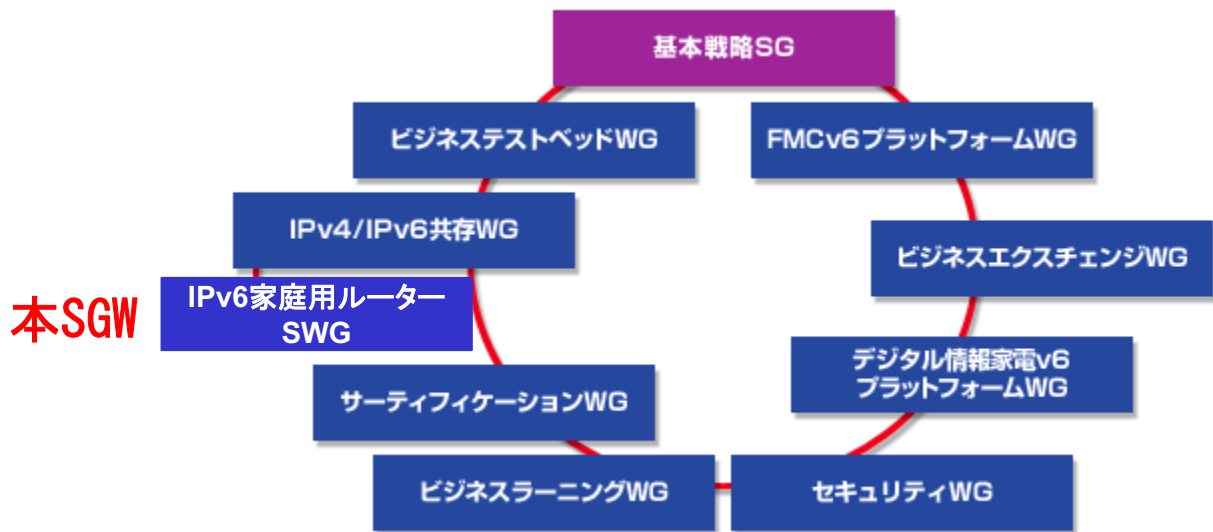 基本戦略SG
ビジネステストベッドWG
FMCv6プラットフォームWG
IPv4/IPv6共存WG
ビジネスエクスチェンジWG
本SGW
IPv6家庭用ルーター
SWG
デジタル情報家電v6
プラットフォームWG
サーティフィケーションWG
ビジネスラーニングWG
セキュリティWG